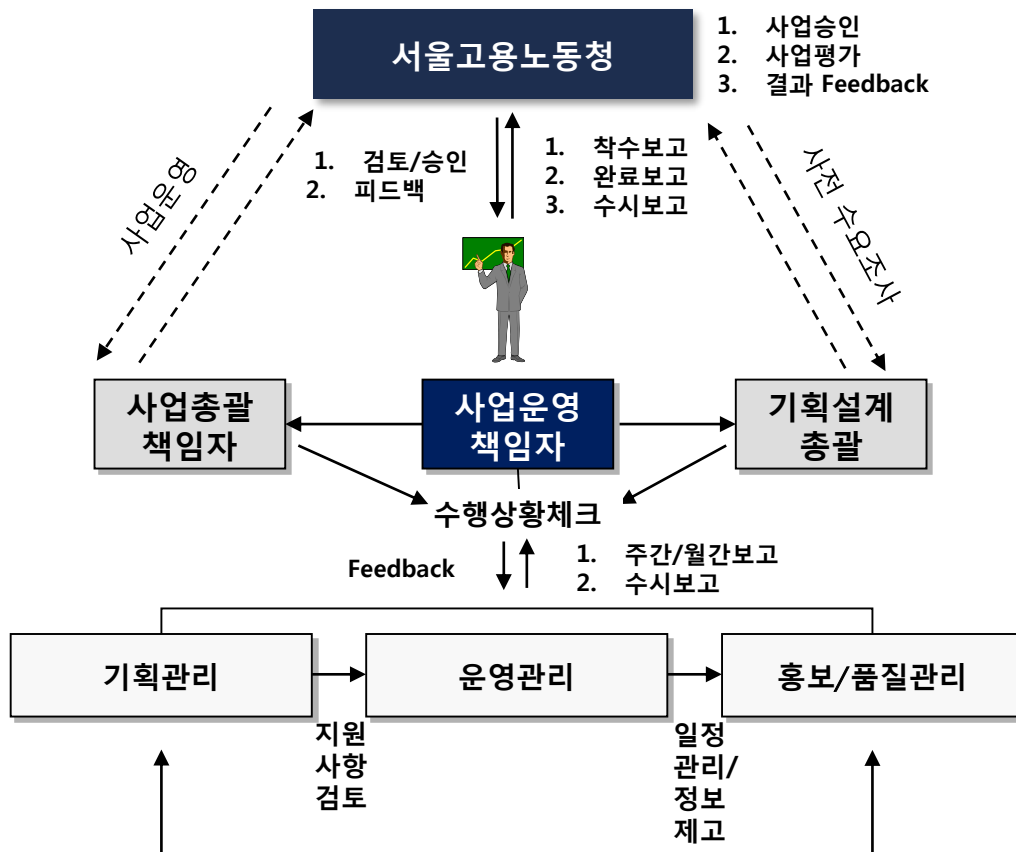 서울고용노동청
1. 사업승인
2. 사업평가
3. 결과 Feedback
사업운영
1. 검토/승인
2. 피드백
1. 착수보고
2. 완료보고
3. 수시보고
사전 수요조사
사업총괄
책임자
사업운영
책임자
기획설계
총괄
수행상황체크
Feedback
1. 주간/월간보고
2. 수시보고
기획관리
운영관리
홍보/품질관리
지원
사항
검토
일정
관리/
정보
제고